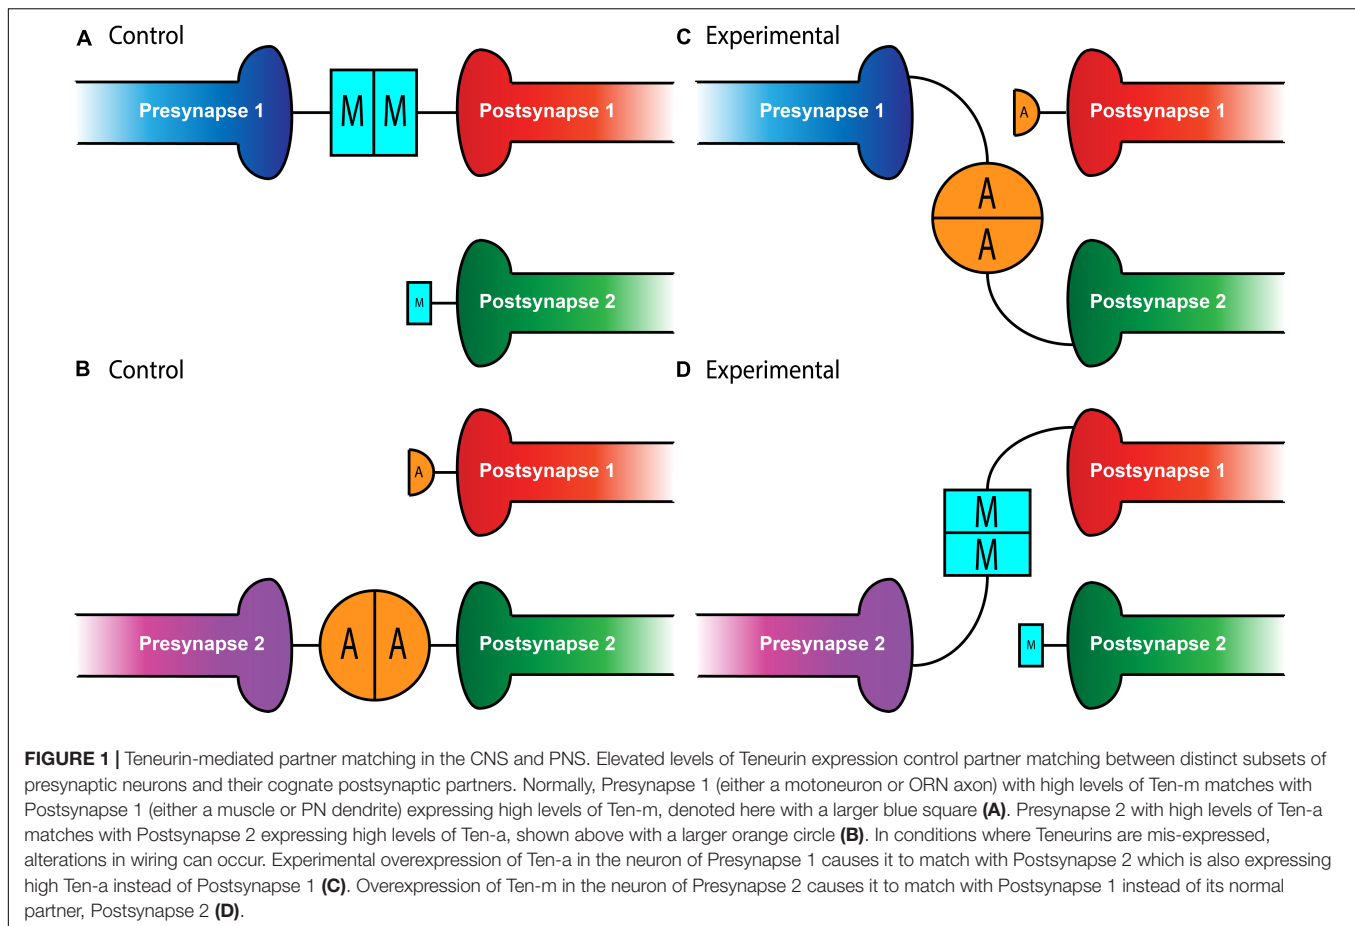 A Control
Presynapse 1
M M
Postsynapse 1
M
Postsynapse 2
B Control
A
Postsynapse 1
Presynapse 2
A A
Postsynapse 2
C Experimental
Presynapse 1
A
Postsynapse 1
A
A
Postsynapse 2
D Experimental
Postsynapse 1
M
M
Presynapse 2
M
Postsynapse 2
FIGURE 1 | Teneurin-mediated partner matching in the CNS and PNS. Elevated levels of Teneurin expression control partner matching between distinct subsets of
presynaptic neurons and their cognate postsynaptic partners. Normally, Presynapse 1 (either a motoneuron or ORN axon) with high levels of Ten-m matches with
Postsynapse 1 (either a muscle or PN dendrite) expressing high levels of Ten-m, denoted here with a larger blue square (A). Presynapse 2 with high levels of Ten-a
matches with Postsynapse 2 expressing high levels of Ten-a, shown above with a larger orange circle (B). In conditions where Teneurins are mis-expressed,
alterations in wiring can occur. Experimental overexpression of Ten-a in the neuron of Presynapse 1 causes it to match with Postsynapse 2 which is also expressing
high Ten-a instead of Postsynapse 1 (C). Overexpression of Ten-m in the neuron of Presynapse 2 causes it to match with Postsynapse 1 instead of its normal
partner, Postsynapse 2 (D).